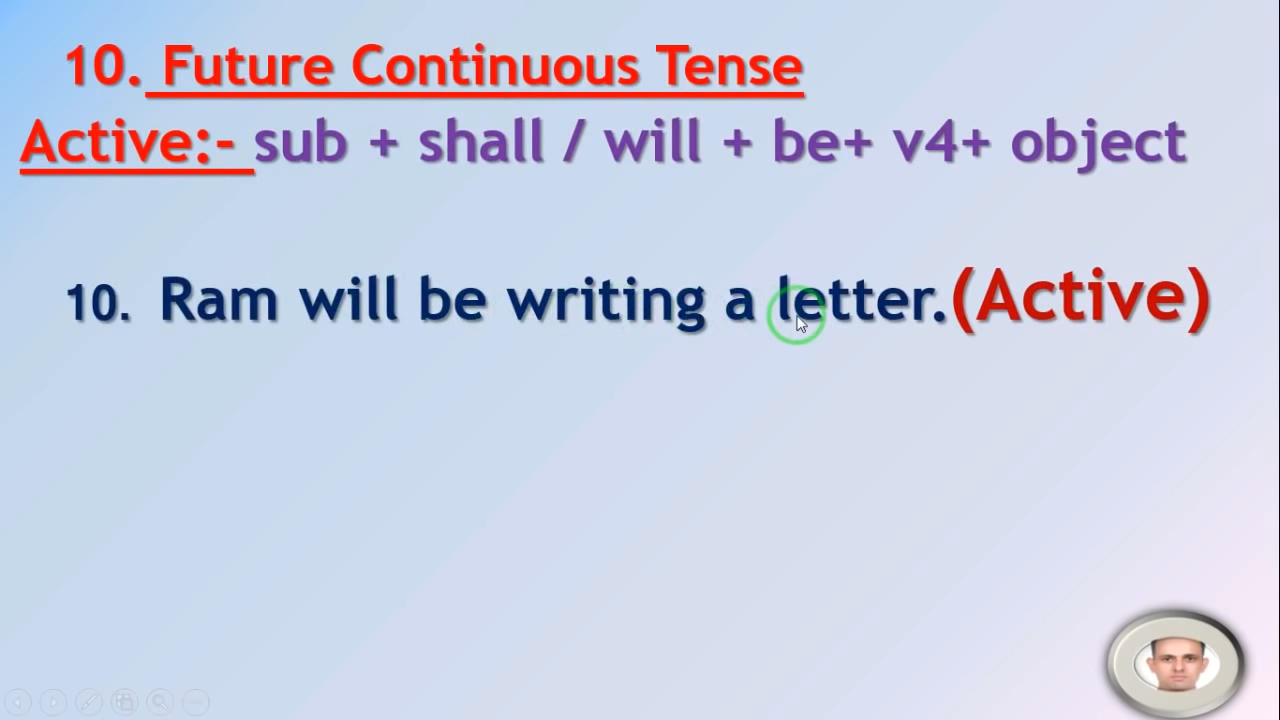 10. Future Continuous Tense
Active:- sub + shall / will + be+ v4+ object
10. Ram will be writing a letter.(Active)